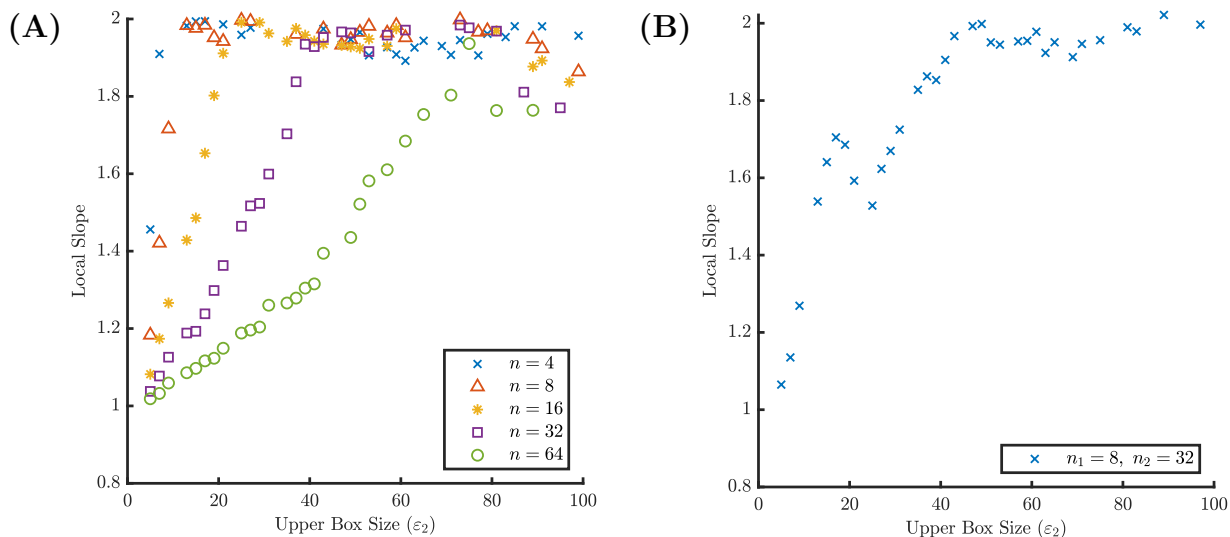 (A)
2
1.8
1.6
1.4
1.2
1
0.8
Local Slope
0
20
40
60
80
100
Upper Box Size (ε₂)
n = 4
n = 8
n = 16
n = 32
n = 64
(B)
2
1.8
1.6
1.4
1.2
1
0.8
Local Slope
0
20
40
60
80
100
Upper Box Size (ε₂)
n₁ = 8, n₂ = 32